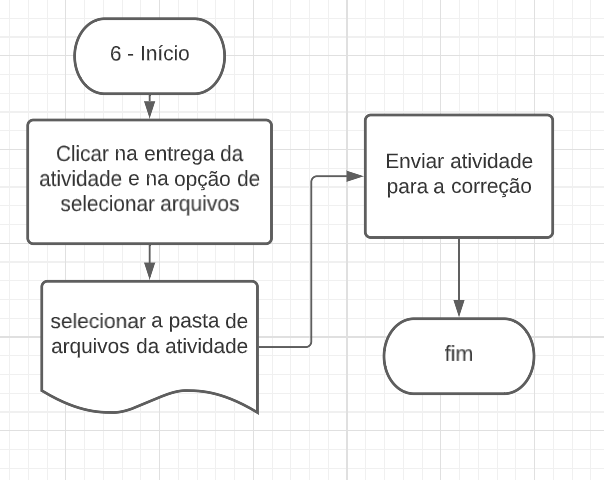 6 - Início
Clicar na entrega da
atividade e na opção de
selecionar arquivos
selecionar a pasta de
arquivos da atividade
Enviar atividade
para a correção
fim